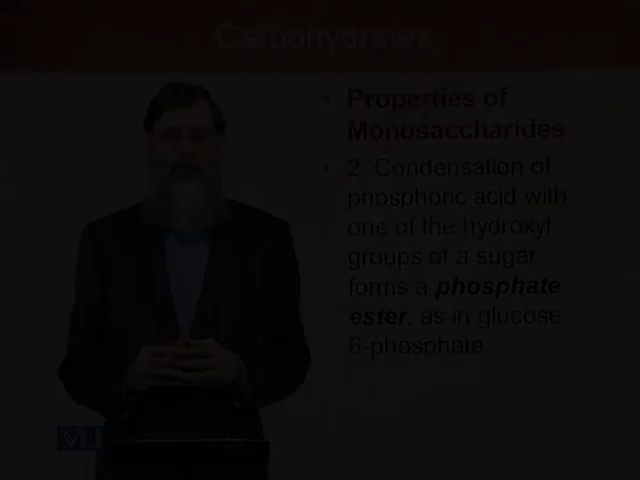 Carbohydrates
• Properties of
Monosaccharides
• 2. Condensation of
phosphoric acid with
one of the hydroxyl
groups of a sugar
forms a phosphate
ester, as in glucose
6-phosphate
VU